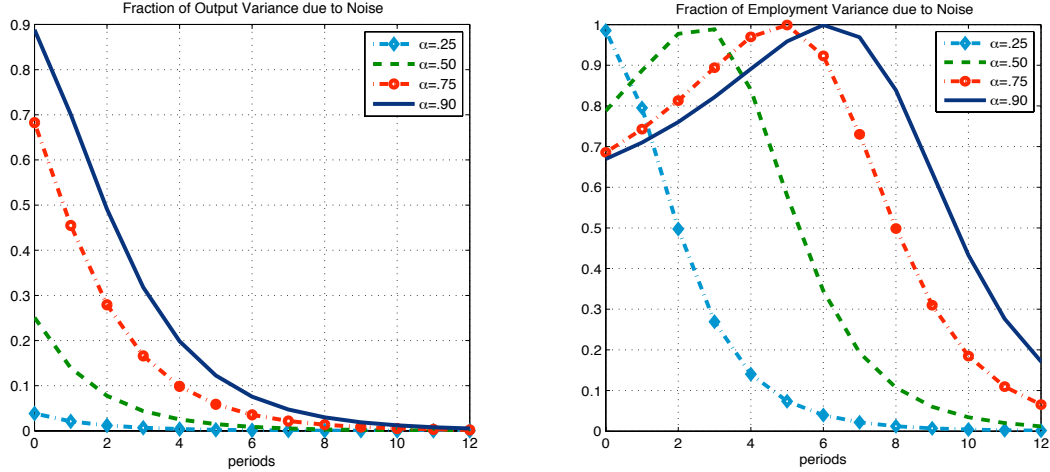 Fraction of Output Variance due to Noise
0.9
0.8
0.7
0.6
0.5
0.4
0.3
0.2
0.1
0
0 2 4 6 8 10 12
periods
α=.25
α=.50
α=.75
α=.90
Fraction of Employment Variance due to Noise
1
0.9
0.8
0.7
0.6
0.5
0.4
0.3
0.2
0.1
0
0 2 4 6 8 10 12
periods
α=.25
α=.50
α=.75
α=.90